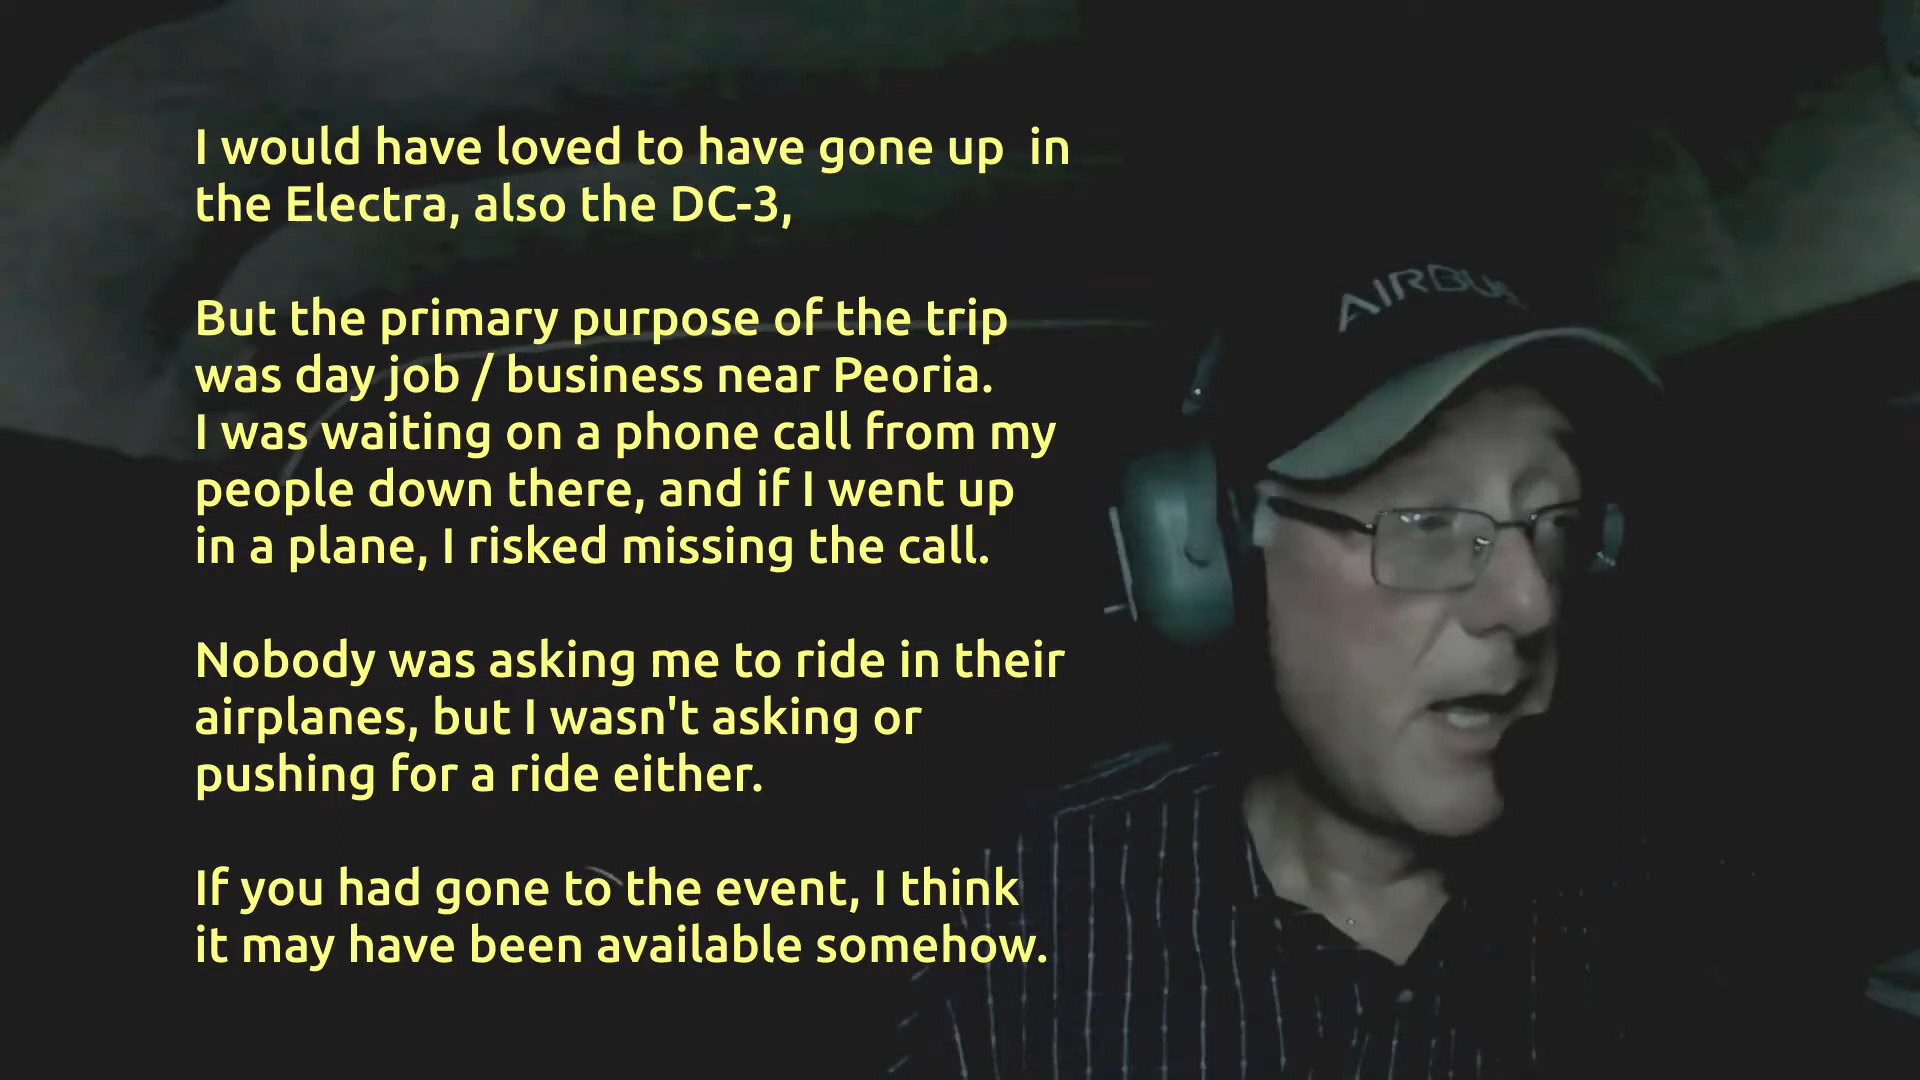 I would have loved to have gone up  in
the Electra, also the DC-3,
But the primary purpose of the trip
was day job / business near Peoria.
I was waiting on a phone call from my
people down there, and if I went up
in a plane, I risked missing the call.
Nobody was asking me to ride in their
airplanes, but I wasn't asking or
pushing for a ride either.
If you had gone to the event, I think
it may have been available somehow.
AIRBUS